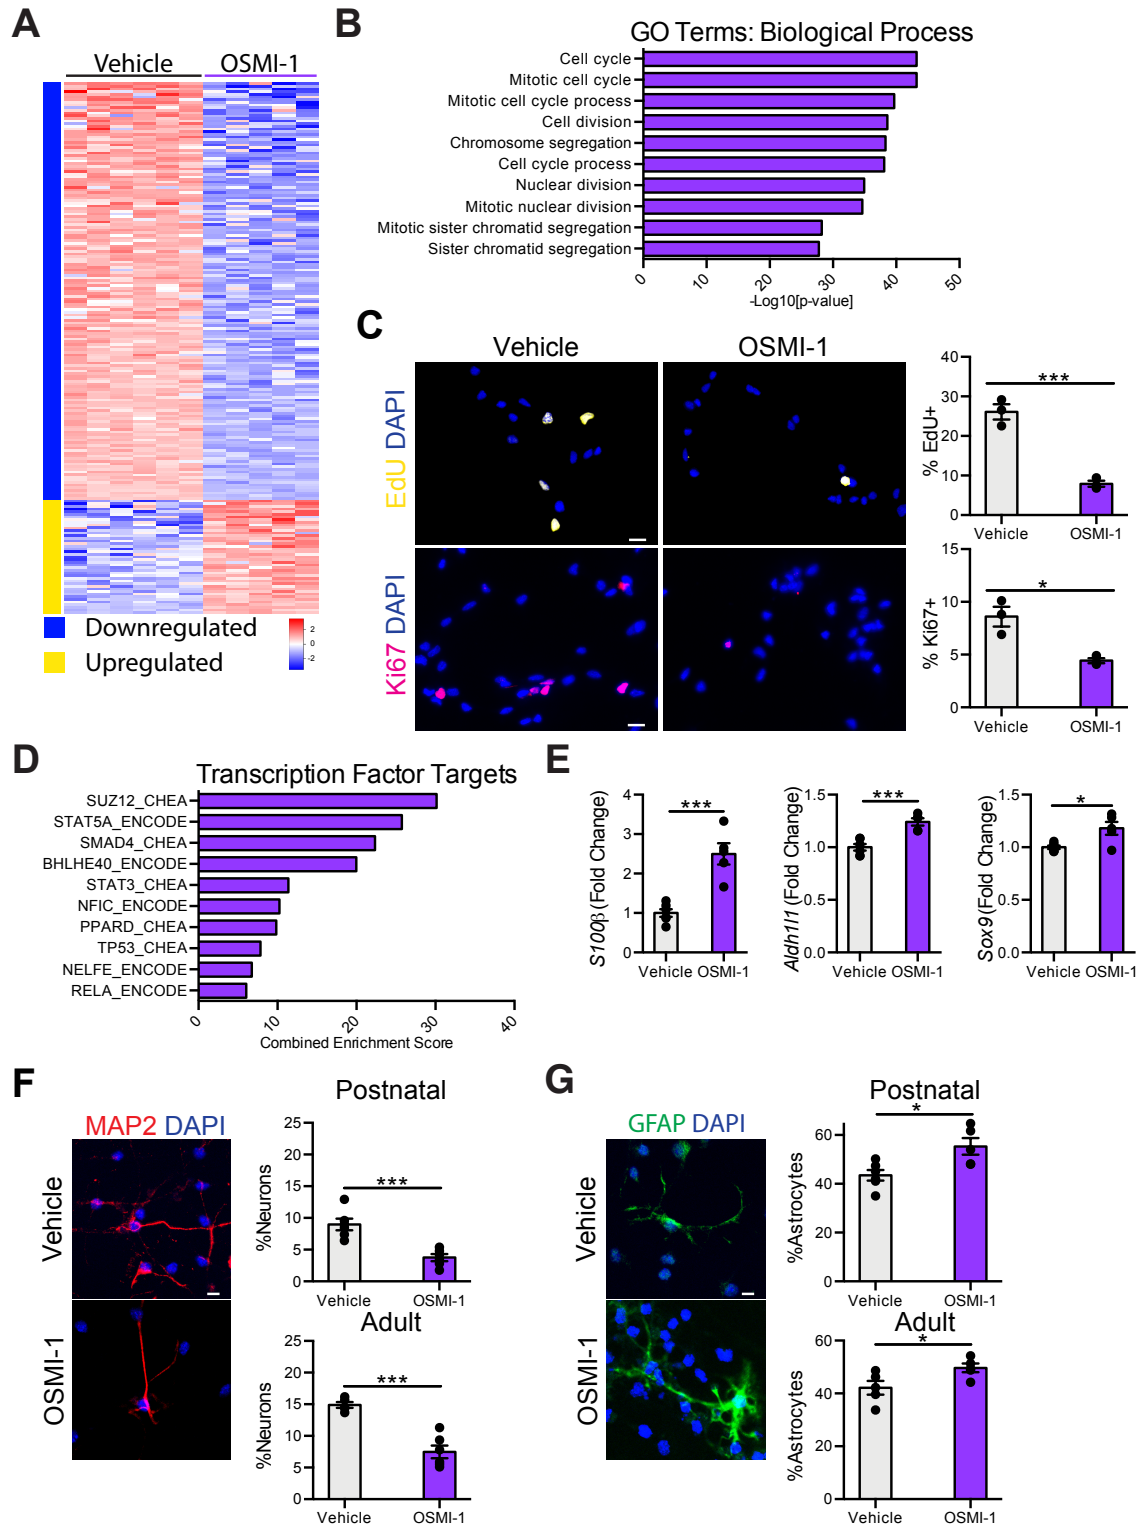 A
Vehicle
OSMI-1
Downregulated
Upregulated
2
0
-2
B
GO Terms: Biological Process
Cell cycle
Mitotic cell cycle
Mitotic cell cycle process
Cell division
Chromosome segregation
Cell cycle process
Nuclear division
Mitotic nuclear division
Mitotic sister chromatid segregation
Sister chromatid segregation
0 10 20 30 40 50
-Log10[p-value]
C
Vehicle
OSMI-1
EdU DAPI
Ki67 DAPI
% EdU+
40
30
20
10
0
***
Vehicle OSMI-1
% Ki67+
15
10
5
0
*
Vehicle OSMI-1
D
Transcription Factor Targets
SUZ12_CHEA
STAT5A_ENCODE
SMAD4_CHEA
BHLHE40_ENCODE
STAT3_CHEA
NFIC_ENCODE
PPARD_CHEA
TP53_CHEA
NELFE_ENCODE
RELA_ENCODE
0 10 20 30 40
Combined Enrichment Score
E
S100β (Fold Change)
4
3
2
1
0
***
Vehicle OSMI-1
Aldh1l1 (Fold Change)
1.5
1.0
0.5
0.0
***
Vehicle OSMI-1
Sox9 (Fold Change)
1.5
1.0
0.5
0.0
*
Vehicle OSMI-1
F
MAP2 DAPI
Vehicle
OSMI-1
Postnatal
%Neurons
25
20
15
10
5
0
***
Vehicle OSMI-1
Adult
%Neurons
25
20
15
10
5
0
***
Vehicle OSMI-1
G
GFAP DAPI
Vehicle
OSMI-1
Postnatal
%Astrocytes
60
40
20
0
*
Vehicle OSMI-1
Adult
%Astrocytes
60
40
20
0
*
Vehicle OSMI-1